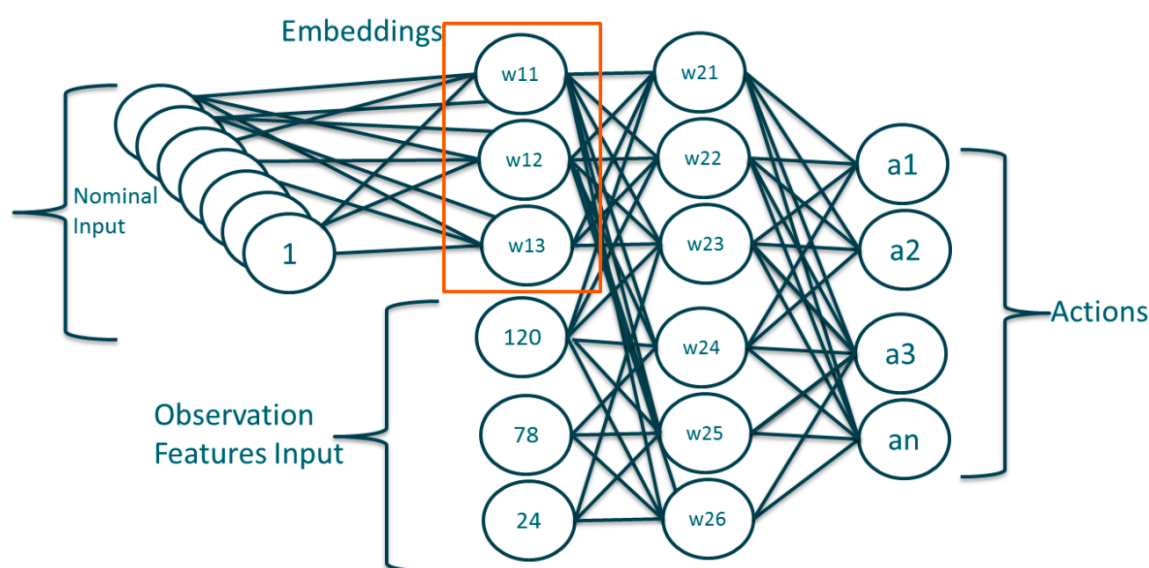 Embeddings
w11
w21
w12
w22
a1
Nominal
Input
1
w13
w23
a2
Actions
120
w24
a3
Observation
Features Input
78
w25
an
24
w26